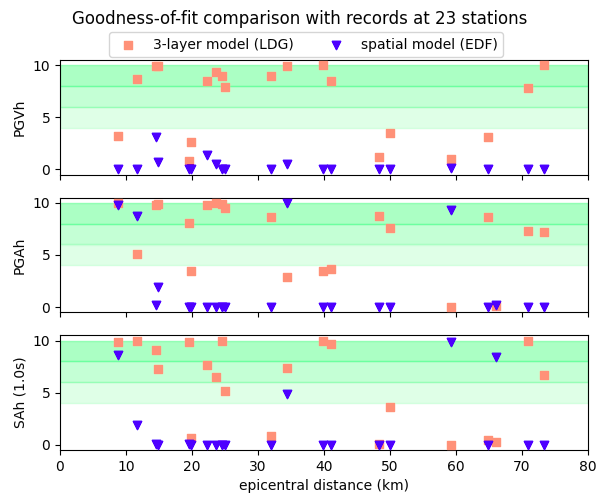 Goodness-of-fit comparison with records at 23 stations
3-layer model (LDG) spatial model (EDF)
10
5
0
PGVh
10
5
0
PGAh
10
5
0
SAh (1.0s)
0 10 20 30 40 50 60 70 80
epicentral distance (km)